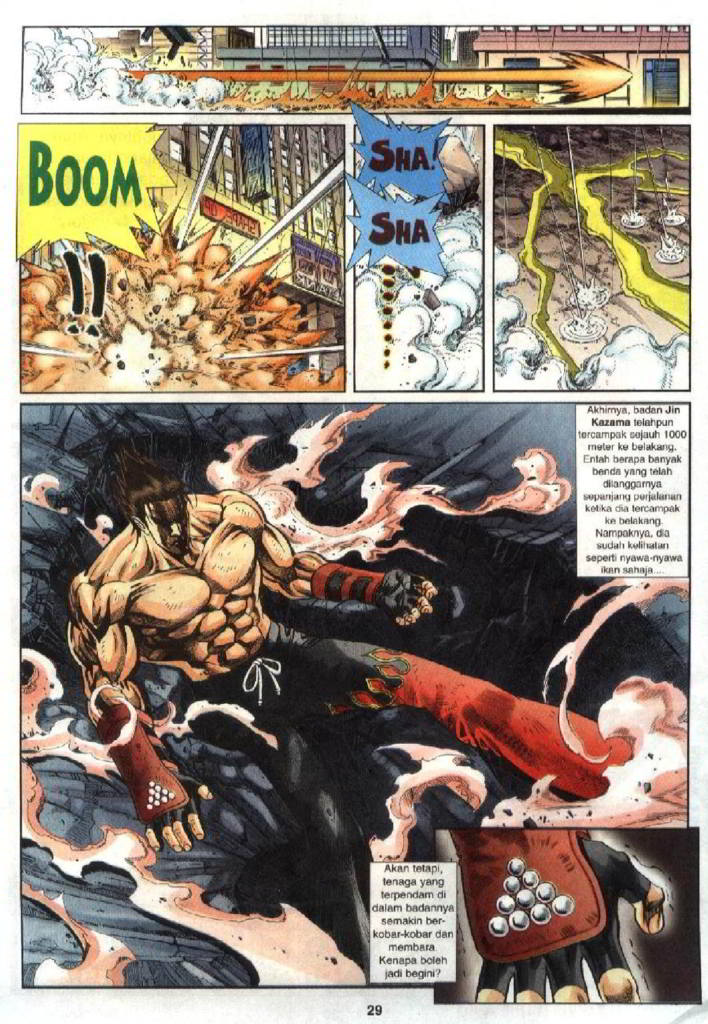 BOOM
!!
SHA!
SHA
Akhirnya, badan Jin
Kazama telahpun
tercampak sejauh 1000
meter ke belakang.
Entah berapa banyak
benda yang telah
dilanggarnya
sepanjang perjalanan
ketika dia tercampak
ke belakang.
Nampaknya, dia
sudah kelihatan
seperti nyawa-nyawa
ikan sahaja....
Akan tetapi,
tenaga yang
terpendam di
dalam badannya
semakin ber-
kobar-kobar dan
membara.
Kenapa boleh
jadi begini?
29